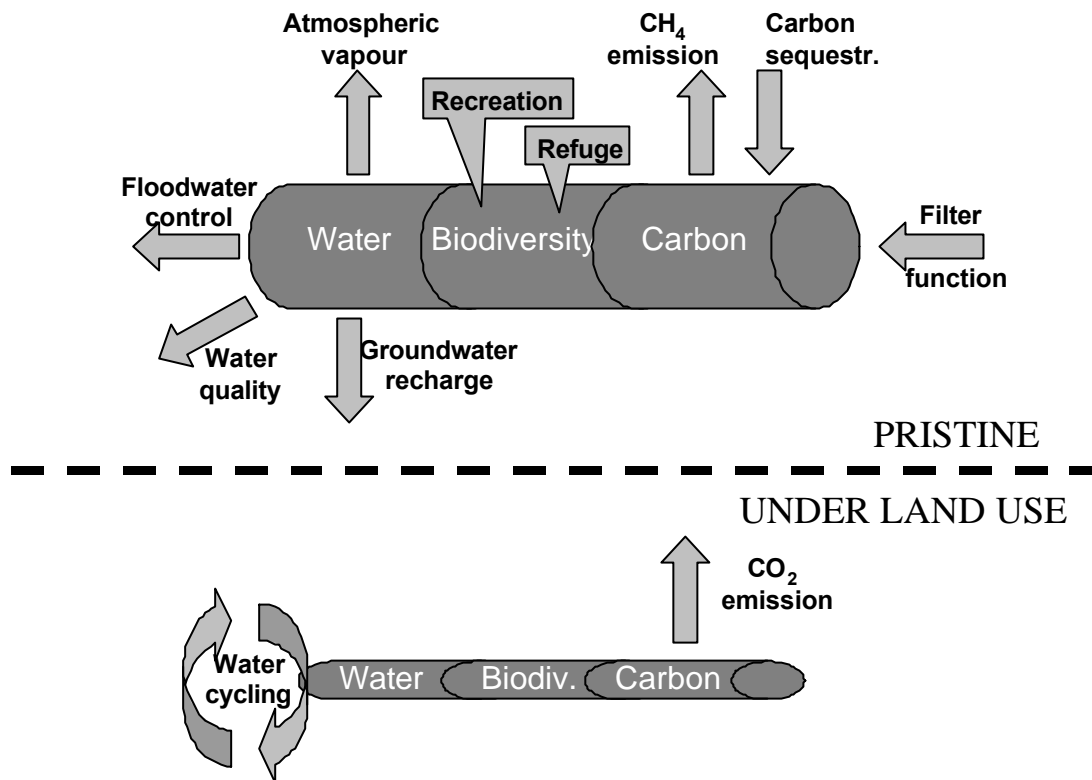 Atmospheric
vapour
CH₄
emission
Carbon
sequestr.
Recreation
Refuge
Floodwater
control
Water
Biodiversity
Carbon
Filter
function
Water
quality
Groundwater
recharge
PRISTINE
UNDER LAND USE
CO₂
emission
Water
cycling
Water
Biodiv.
Carbon